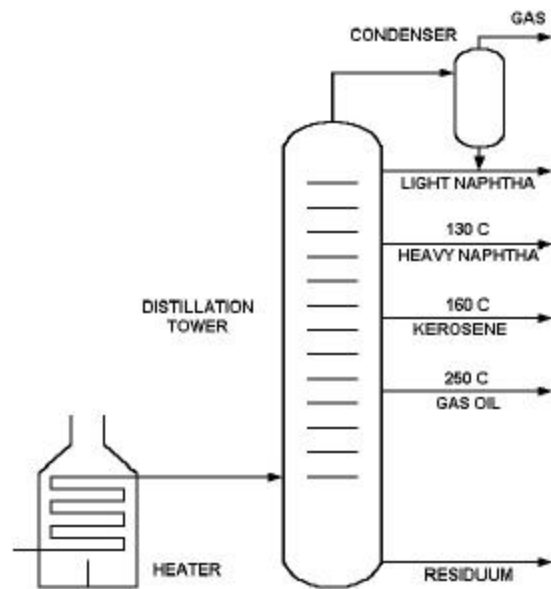 GAS
CONDENSER
LIGHT NAPHTHA
130 C
HEAVY NAPHTHA
DISTILLATION
TOWER
160 C
KEROSENE
250 C
GAS OIL
HEATER
RESIDUUM